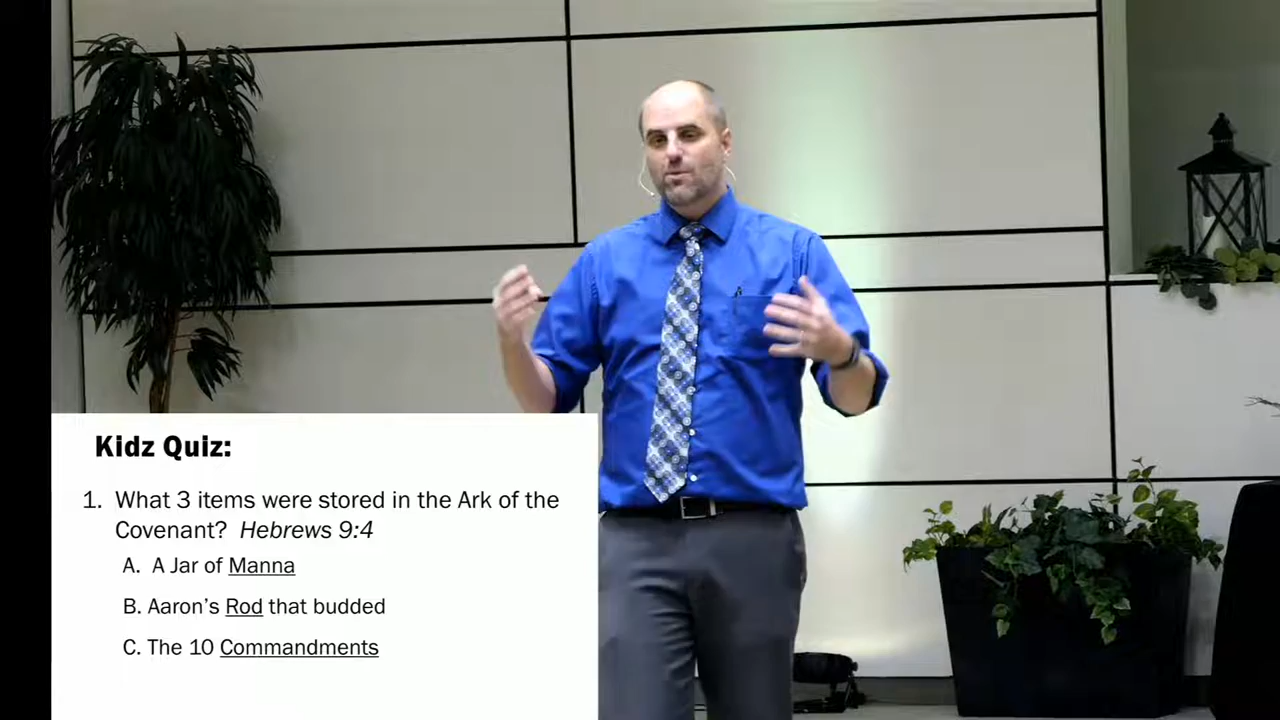 Kidz Quiz:
1. What 3 items were stored in the Ark of the
Covenant? Hebrews 9:4
A. A Jar of Manna
B. Aaron's Rod that budded
C. The 10 Commandments